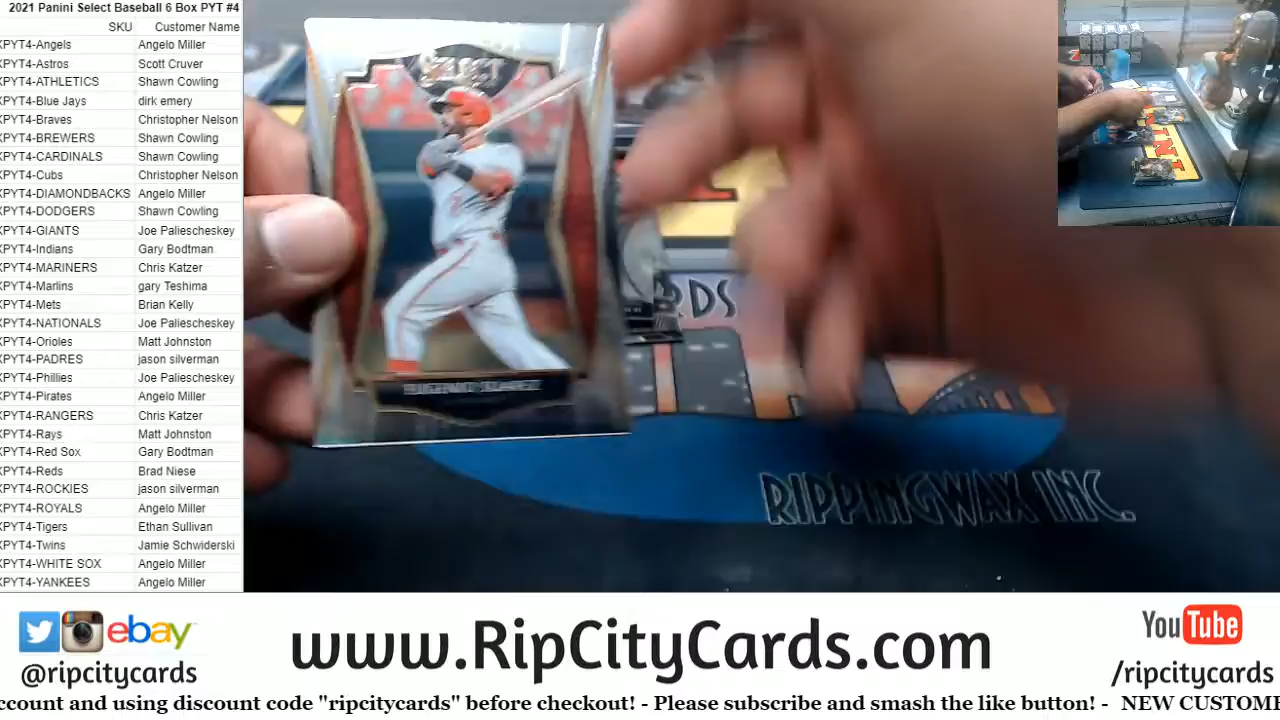 2021 Panini Select Baseball 6 Box PYT #4
SKU Customer Name
XPYT4-Angels Angelo Miller
XPYT4-Astros Scott Cruver
XPYT4-ATHLETICS Shawn Cowling
XPYT4-Blue Jays dirk emery
XPYT4-Braves Christopher Nelson
XPYT4-BREWERS Shawn Cowling
XPYT4-CARDINALS Shawn Cowling
XPYT4-Cubs Christopher Nelson
XPYT4-DIAMONDBACKS Angelo Miller
XPYT4-DODGERS Shawn Cowling
XPYT4-GIANTS Joe Paliescheskey
XPYT4-Indians Gary Bodtman
XPYT4-MARINERS Chris Katzer
XPYT4-Marlins gary Teshima
XPYT4-Mets Brian Kelly
XPYT4-NATIONALS Joe Paliescheskey
XPYT4-Orioles Matt Johnston
XPYT4-PADRES jason silverman
XPYT4-Phillies Joe Paliescheskey
XPYT4-Pirates Angelo Miller
XPYT4-RANGERS Chris Katzer
XPYT4-Rays Matt Johnston
XPYT4-Red Sox Gary Bodtman
XPYT4-Reds Brad Niese
XPYT4-ROCKIES jason silverman
XPYT4-ROYALS Angelo Miller
XPYT4-Tigers Ethan Sullivan
XPYT4-Twins Jamie Schwiderski
XPYT4-WHITE SOX Angelo Miller
XPYT4-YANKEES Angelo Miller
SELECT
RDS
RIPPINGWAX INC.
ebay
@ripcitycards
www.RipCityCards.com
YouTube
/ripcitycards
ccount and using discount code "ripcitycards" before checkout! - Please subscribe and smash the like button! - NEW CUSTOME